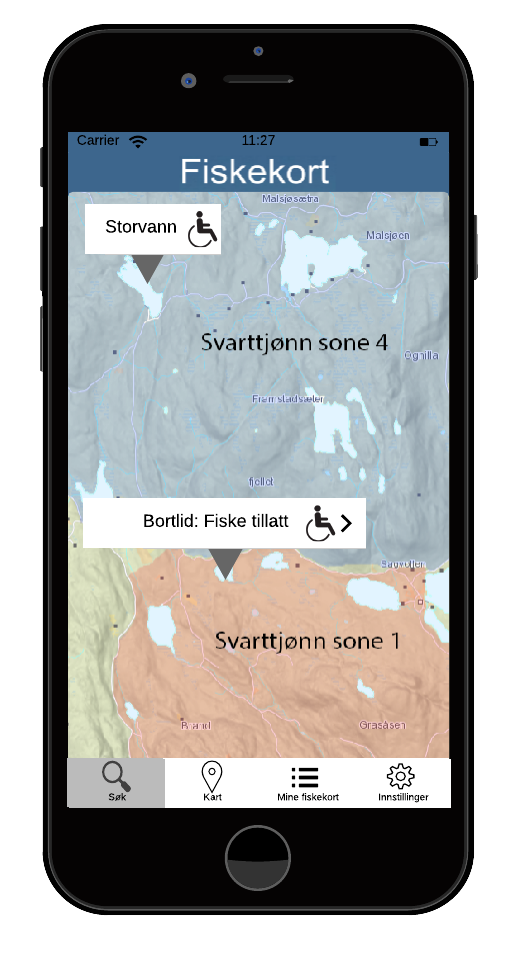 Carrier 11:27
Fiskekort
Malsjøsætra
Storvann
Malsjøen
Svarttjønn sone 4
Ognilla
Framstadsæter
fjellet
Bortlid: Fiske tillatt
Svarttjønn sone 1
Grasåsen
Søk
Kart
Mine fiskekort
Innstillinger